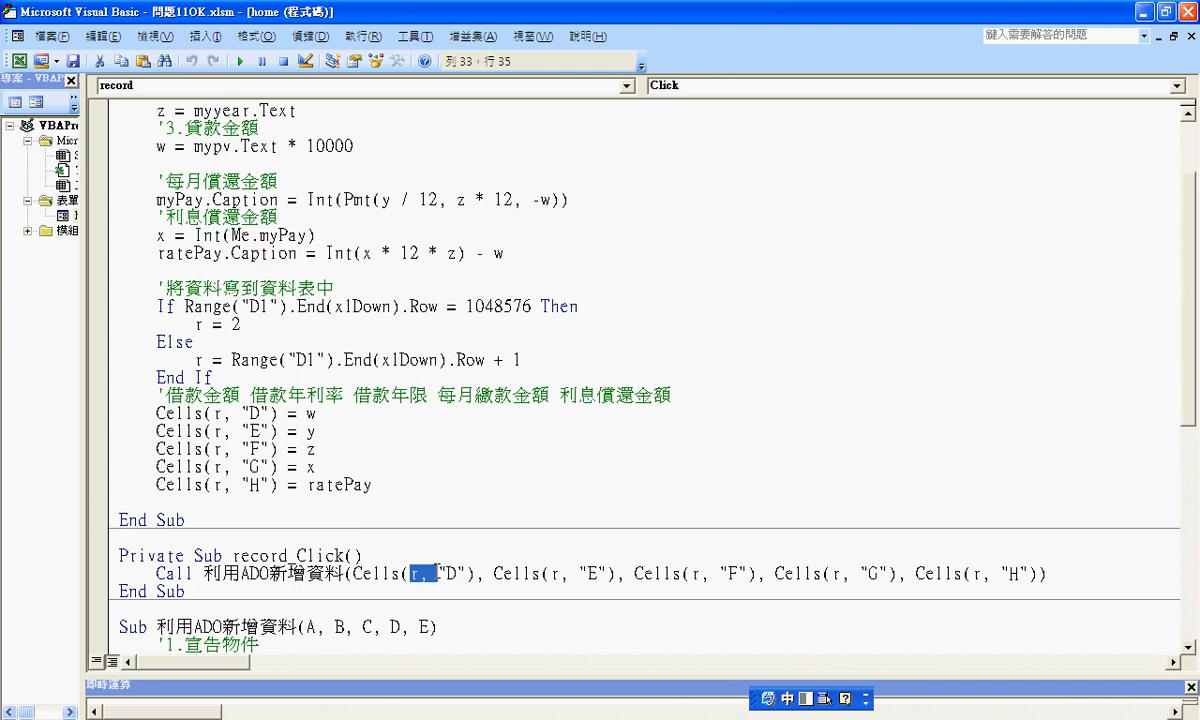 Microsoft Visual Basic - 問題11OK.xlsm - [home (程式碼)]
檔案(F) 編輯(E) 檢視(V) 插入(I) 格式(O) 偵錯(D) 執行(R) 工具(T) 增益集(A) 視窗(W) 說明(H) 鍵入需要解答的問題
列 33，行 35
專案 - VBAP
record Click
VBAPro
Micr
表單
模組
z = myyear.Text
'3.貸款金額
w = mypv.Text * 10000
'每月償還金額
myPay.Caption = Int(Pmt(y / 12, z * 12, -w))
'利息償還金額
x = Int(Me.myPay)
ratePay.Caption = Int(x * 12 * z) - w
'將資料寫到資料表中
If Range("D1").End(xlDown).Row = 1048576 Then
r = 2
Else
r = Range("D1").End(xlDown).Row + 1
End If
'借款金額 借款年利率 借款年限 每月繳款金額 利息償還金額
Cells(r, "D") = w
Cells(r, "E") = y
Cells(r, "F") = z
Cells(r, "G") = x
Cells(r, "H") = ratePay
End Sub
Private Sub record_Click()
Call 利用ADO新增資料(Cells(r, "D"), Cells(r, "E"), Cells(r, "F"), Cells(r, "G"), Cells(r, "H"))
End Sub
Sub 利用ADO新增資料(A, B, C, D, E)
'1.宣告物件
即時運算
中